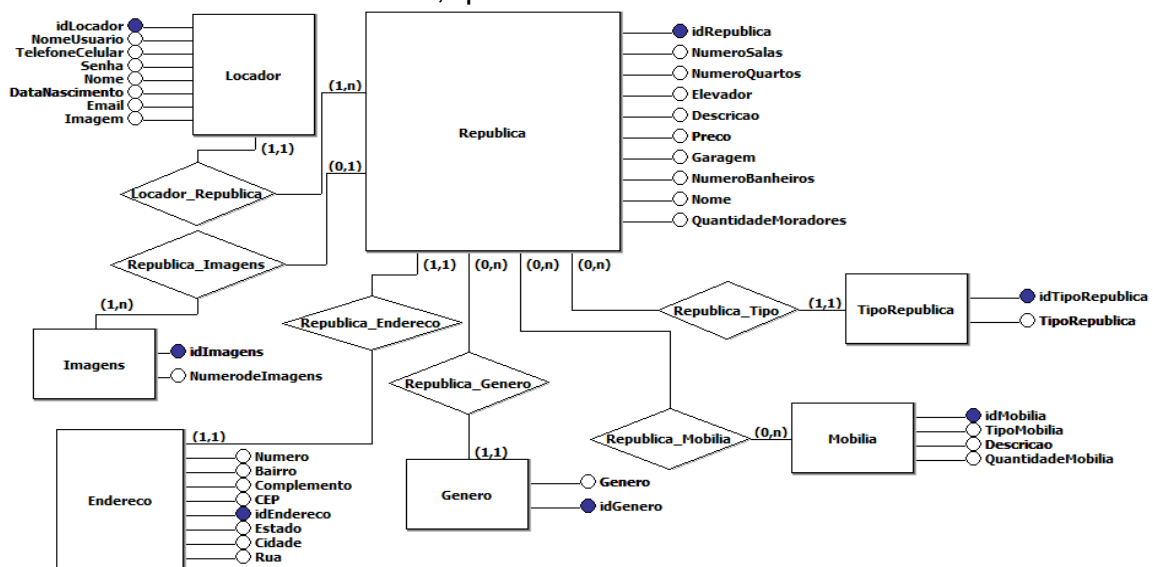 idLocador
NomeUsuario
TelefoneCelular
Senha
Nome
DataNascimento
Email
Imagem
Locador
(1,1)
Locador_Republica
(1,n)
Republica
(0,1)
idRepublica
NumeroSalas
NumeroQuartos
Elevador
Descricao
Preco
Garagem
NumeroBanheiros
Nome
QuantidadeMoradores
Republica_Imagens
(1,n)
Imagens
idImagens
NumerodeImagens
(1,1)
(0,n)
(0,n)
(0,n)
Republica_Endereco
(1,1)
Endereco
Numero
Bairro
Complemento
CEP
idEndereco
Estado
Cidade
Rua
Republica_Genero
(1,1)
Genero
Genero
idGenero
Republica_Tipo
(1,1)
TipoRepublica
idTipoRepublica
TipoRepublica
Republica_Mobilia
(0,n)
Mobilia
idMobilia
TipoMobilia
Descricao
QuantidadeMobilia